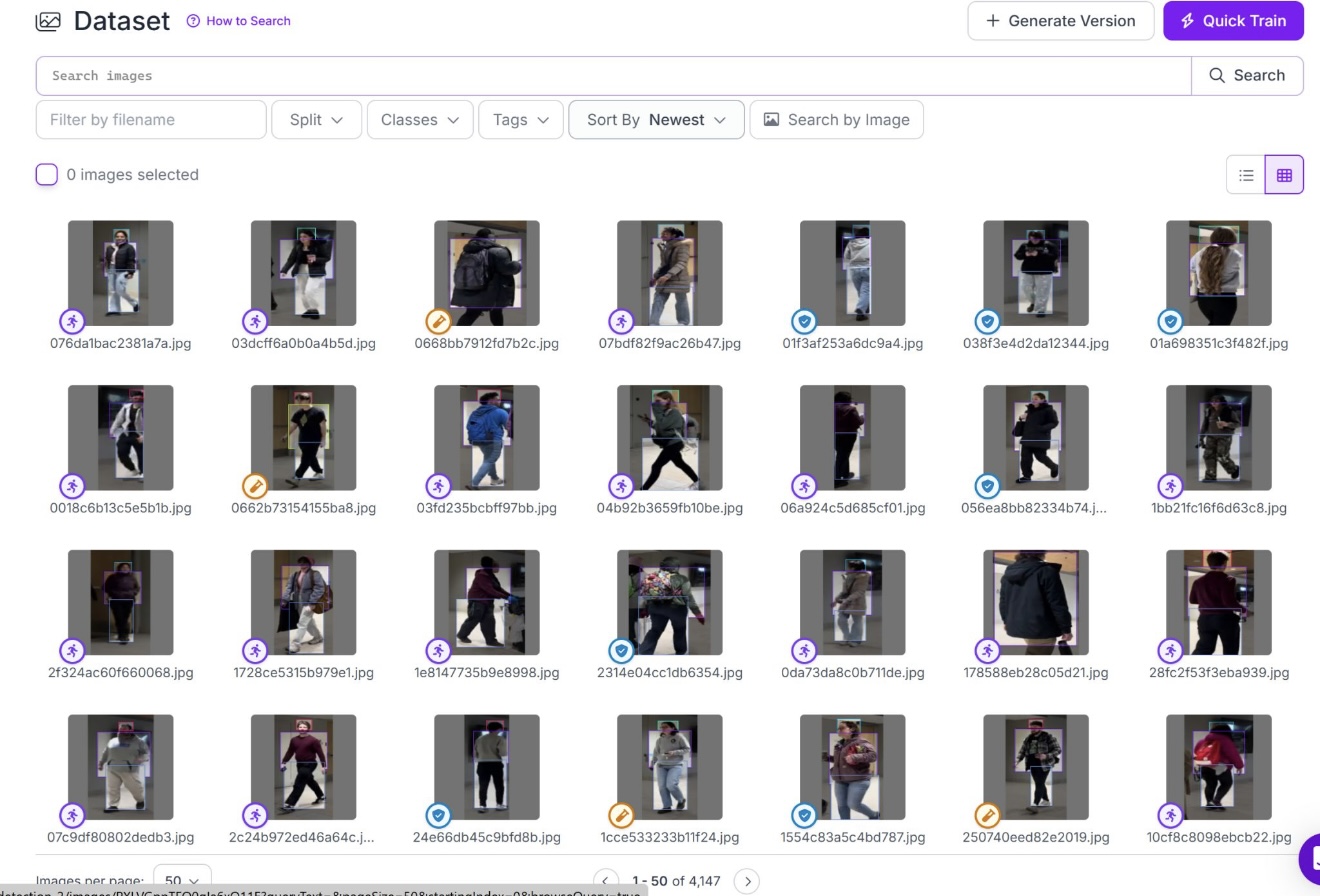 Dataset How to Search + Generate Version Quick Train
Search images Search
Filter by filename Split Classes Tags Sort By Newest Search by Image
0 images selected
076da1bac2381a7a.jpg 03dcff6a0b0a4b5d.jpg 0668bb7912fd7b2c.jpg 07bdf82f9ac26b47.jpg 01f3af253a6dc9a4.jpg 038f3e4d2da12344.jpg 01a698351c3f482f.jpg
0018c6b13c5e5b1b.jpg 0662b73154155ba8.jpg 03fd235bcbff97bb.jpg 04b92b3659fb10be.jpg 06a924c5d685cf01.jpg 056ea8bb82334b74.j... 1bb21fc16f6d63c8.jpg
2f324ac60f660068.jpg 1728ce5315b979e1.jpg 1e8147735b9e8998.jpg 2314e04cc1db6354.jpg 0da73da8c0b711de.jpg 178588eb28c05d21.jpg 28fc2f53f3eba939.jpg
07c9df80802dedb3.jpg 2c24b972ed46a64c.j... 24e66db45c9bfd8b.jpg 1cce533233b11f24.jpg 1554c83a5c4bd787.jpg 250740eed82e2019.jpg 10cf8c8098ebcb22.jpg
Images per page: 50 1 - 50 of 4,147